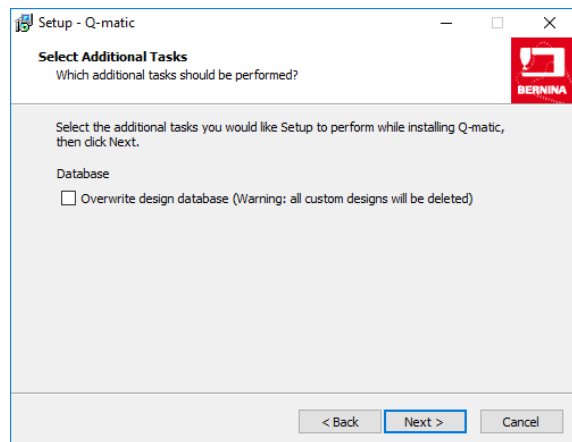 Setup - Q-matic
Select Additional Tasks
Which additional tasks should be performed?
BERNINA
Select the additional tasks you would like Setup to perform while installing Q-matic,
then click Next.
Database
Overwrite design database (Warning: all custom designs will be deleted)
< Back
Next >
Cancel